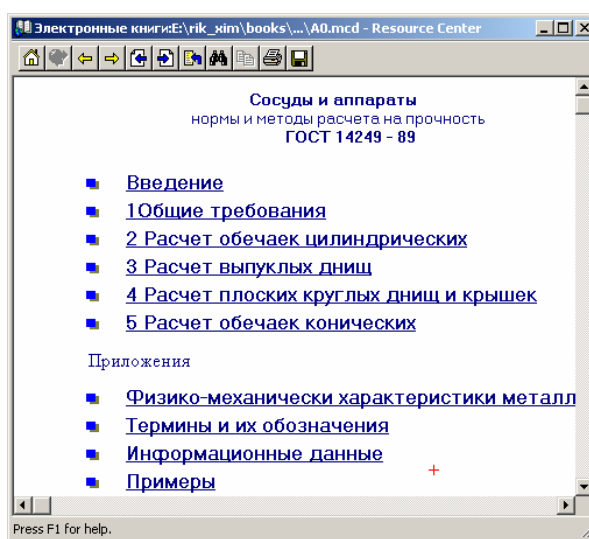 Электронные книги:E:\rik_xim\books\...\A0.mcd - Resource Center
Сосуды и аппараты
нормы и методы расчета на прочность
ГОСТ 14249 - 89
Введение
1Общие требования
2 Расчет обечаек цилиндрических
3 Расчет выпуклых днищ
4 Расчет плоских круглых днищ и крышек
5 Расчет обечаек конических
Приложения
Физико-механически характеристики металл
Термины и их обозначения
Информационные данные
Примеры
Press F1 for help.